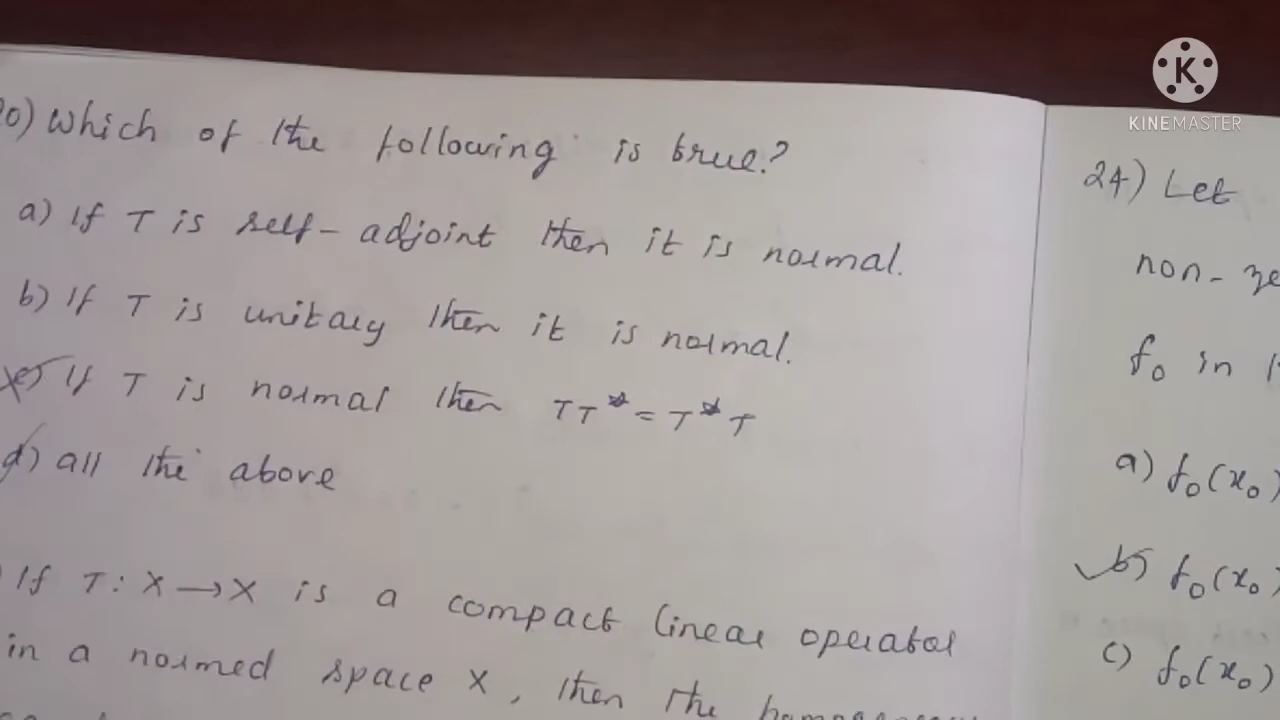 0) Which of the following is true?
a) If T is self-adjoint then it is normal.
b) If T is unitary then it is normal.
c) If T is normal then TT* = T*T
d) all the above
If T: X → X is a compact linear operator
in a normed space X, then the
24) Let
non-ze
f₀ in
a) f₀(x₀)
b) f₀(x₀)
c) f₀(x₀)
K
KINEMASTER